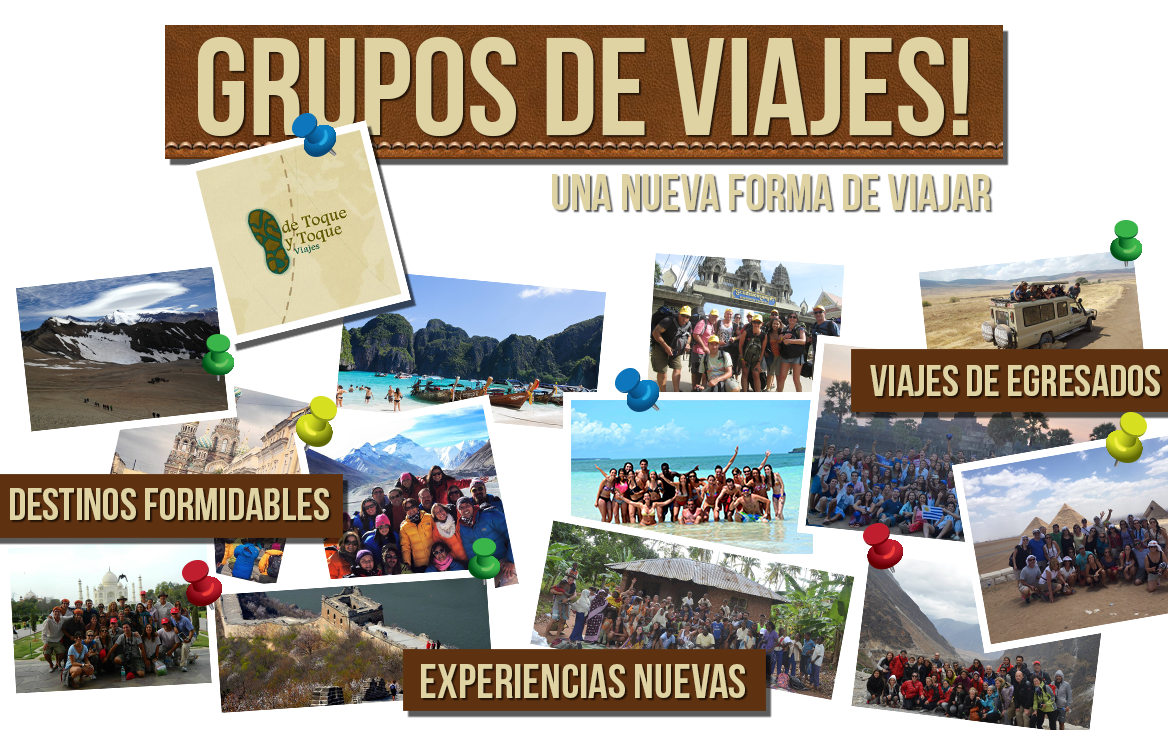 GRUPOS DE VIAJES!
UNA NUEVA FORMA DE VIAJAR
de Toque
y Toque
Viajes
VIAJES DE EGRESADOS
DESTINOS FORMIDABLES
EXPERIENCIAS NUEVAS